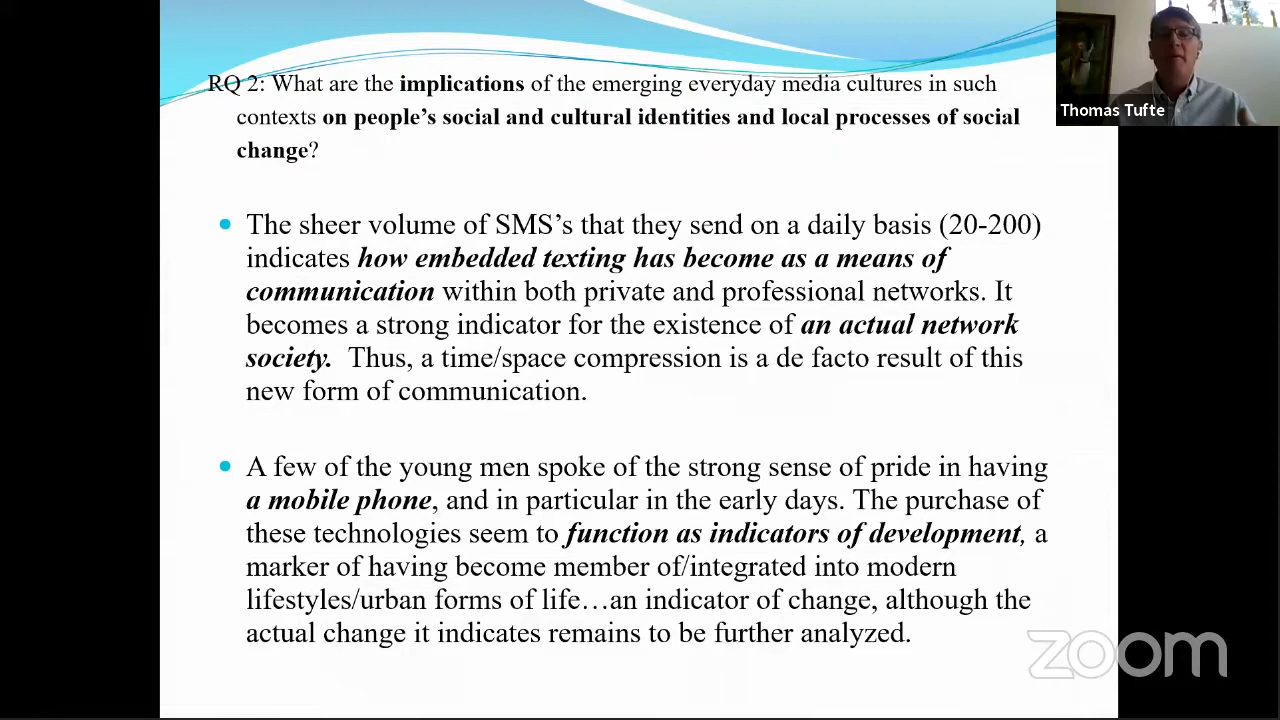 RQ 2: What are the implications of the emerging everyday media cultures in such
contexts on people's social and cultural identities and local processes of social
change?
The sheer volume of SMS's that they send on a daily basis (20-200)
indicates how embedded texting has become as a means of
communication within both private and professional networks. It
becomes a strong indicator for the existence of an actual network
society. Thus, a time/space compression is a de facto result of this
new form of communication.
A few of the young men spoke of the strong sense of pride in having
a mobile phone, and in particular in the early days. The purchase of
these technologies seem to function as indicators of development, a
marker of having become member of/integrated into modern
lifestyles/urban forms of life…an indicator of change, although the
actual change it indicates remains to be further analyzed.
Thomas Tufte
zoom